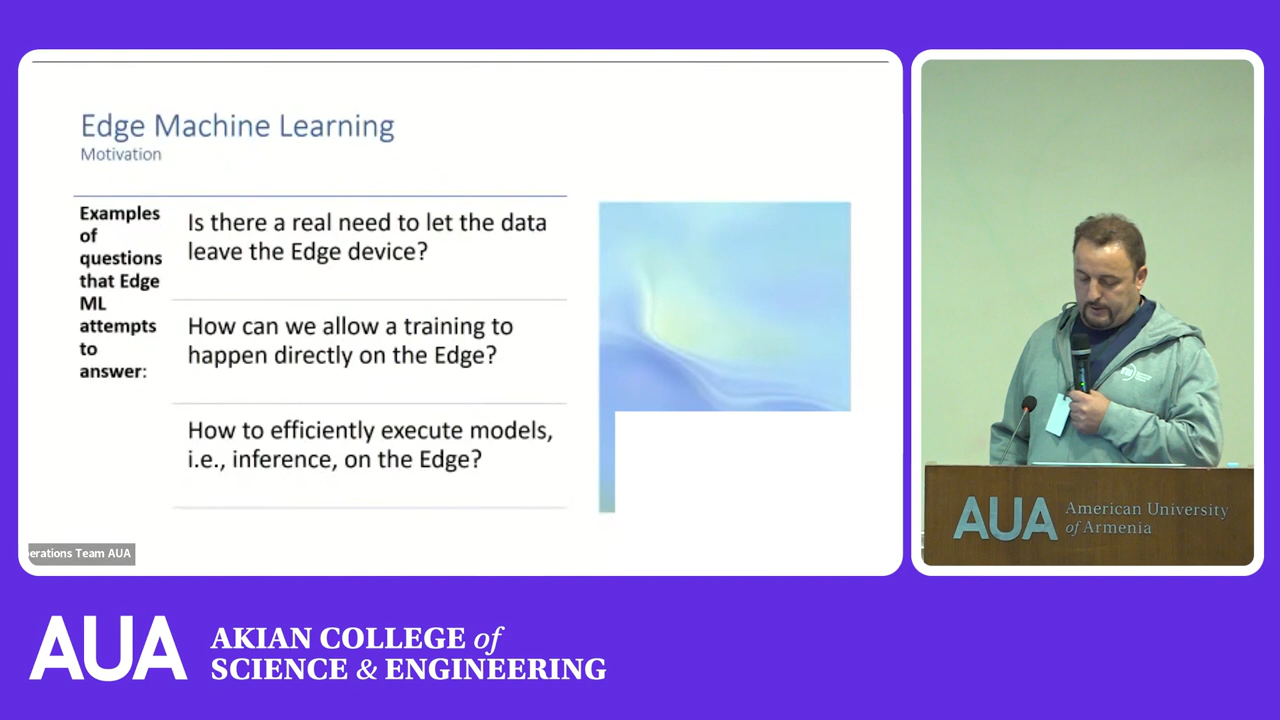 Edge Machine Learning
Motivation
Examples
of
questions
that Edge
ML
attempts
to
answer:
Is there a real need to let the data
leave the Edge device?
How can we allow a training to
happen directly on the Edge?
How to efficiently execute models,
i.e., inference, on the Edge?
erations Team AUA
AUA American University
of Armenia
AUA AKIAN COLLEGE of
SCIENCE & ENGINEERING